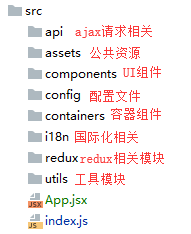 src
api ajax请求相关
assets 公共资源
components UI组件
config 配置文件
containers 容器组件
i18n 国际化相关
redux redux相关模块
utils 工具模块
JSX App.jsx
JS index.js